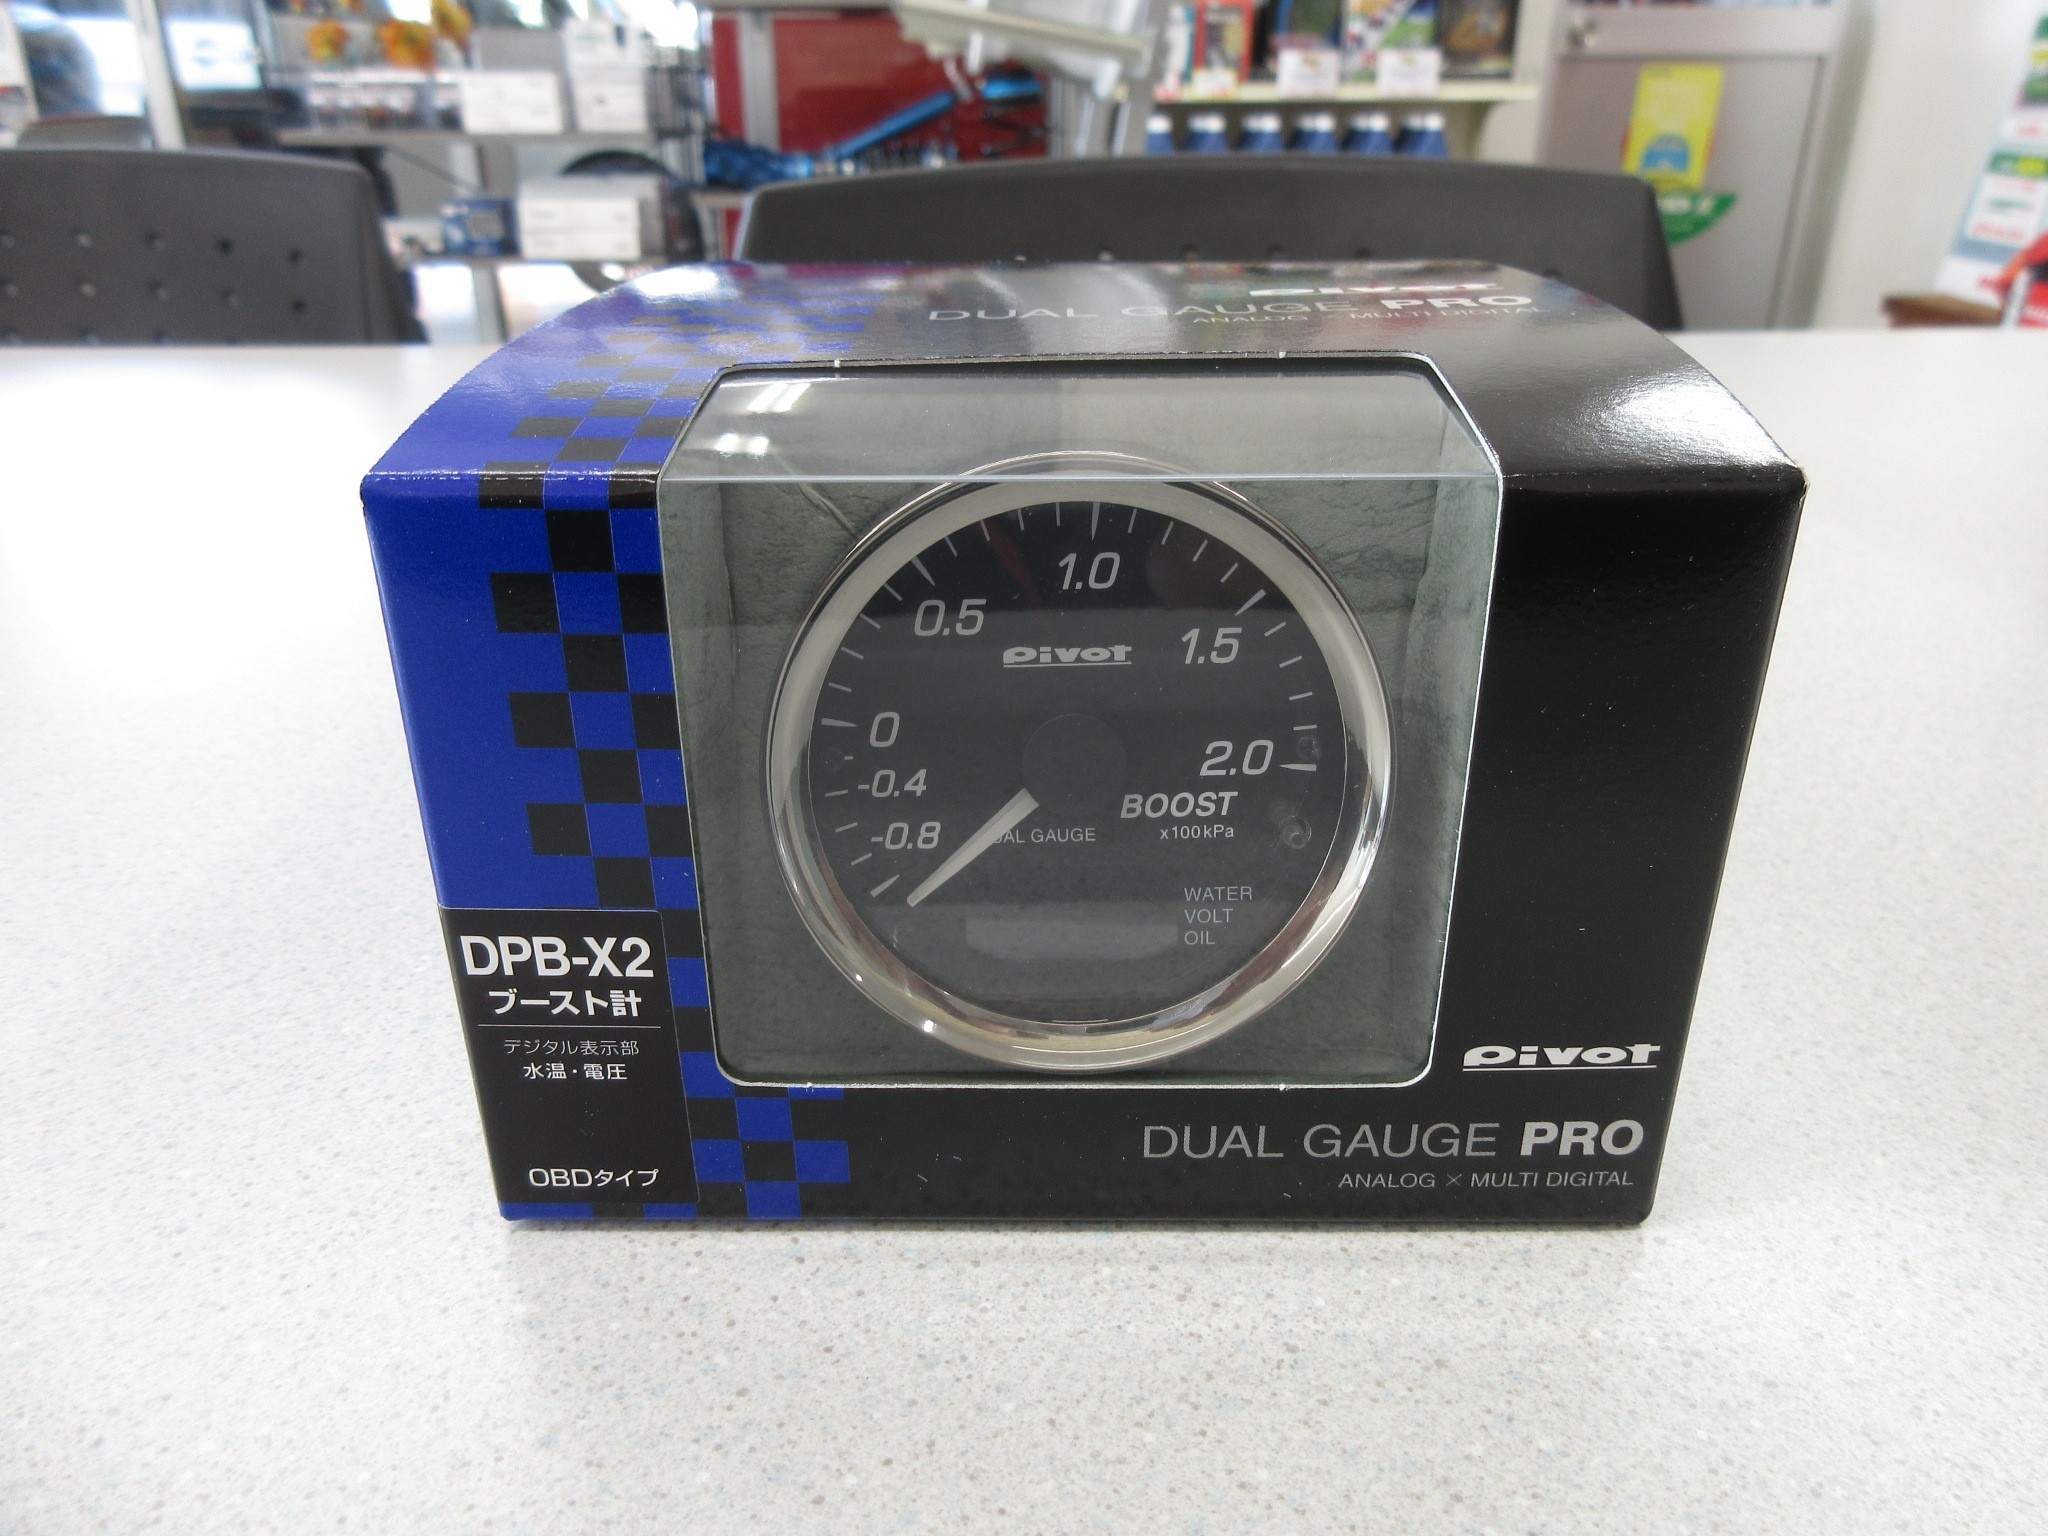 pivot
DUAL GAUGE PRO
ANALOG × MULTI DIGITAL
1.0
0.5
1.5
pivot
0
2.0
-0.4
BOOST
x100kPa
-0.8
GAUGE
WATER
VOLT
OIL
DPB-X2
ブースト計
デジタル表示部
水温・電圧
OBDタイプ
pivot
DUAL GAUGE PRO
ANALOG × MULTI DIGITAL